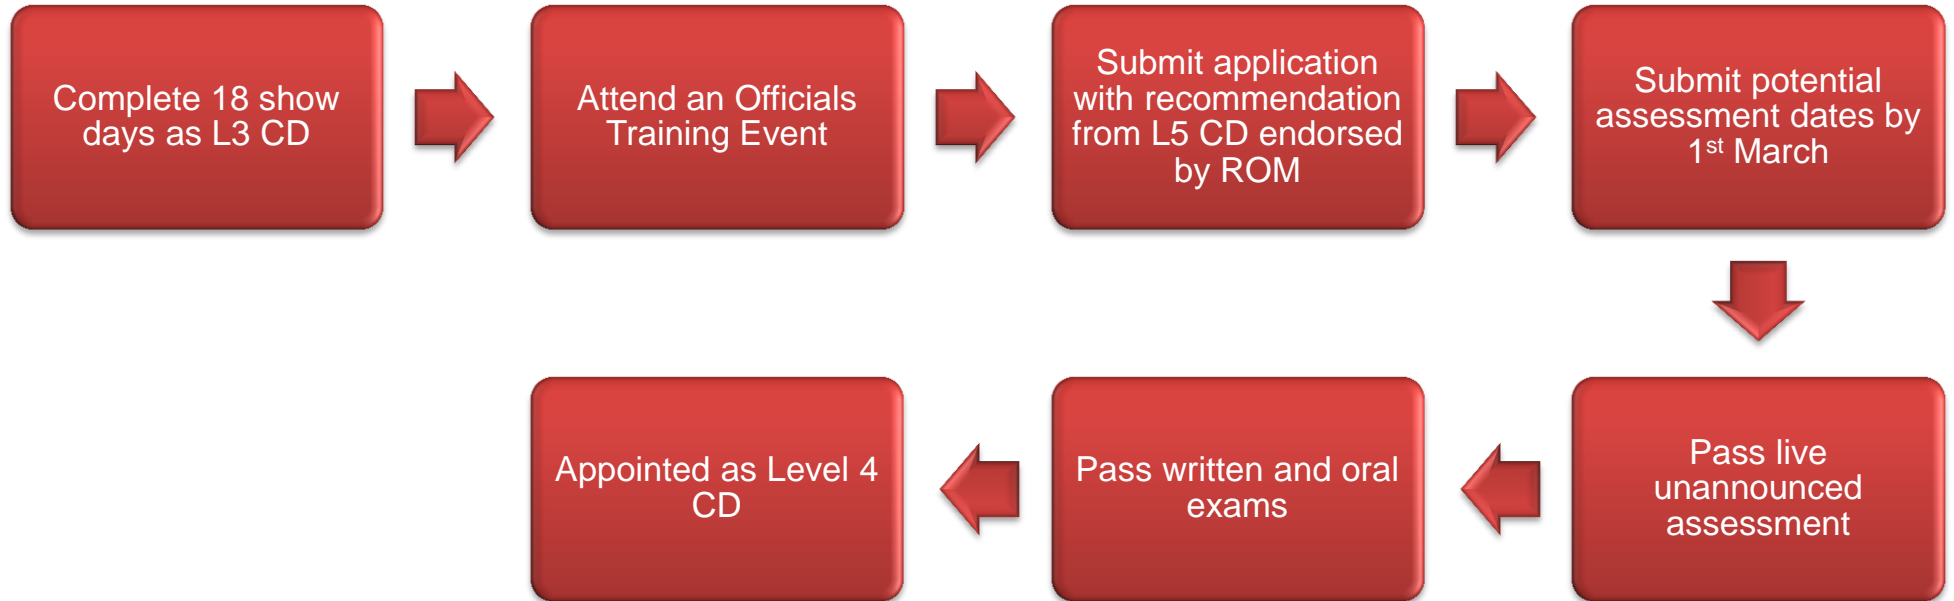 Complete 18 show
days as L3 CD
Attend an Officials
Training Event
Submit application
with recommendation
from L5 CD endorsed
by ROM
Submit potential
assessment dates by
1st March
Pass live
unannounced
assessment
Pass written and oral
exams
Appointed as Level 4
CD